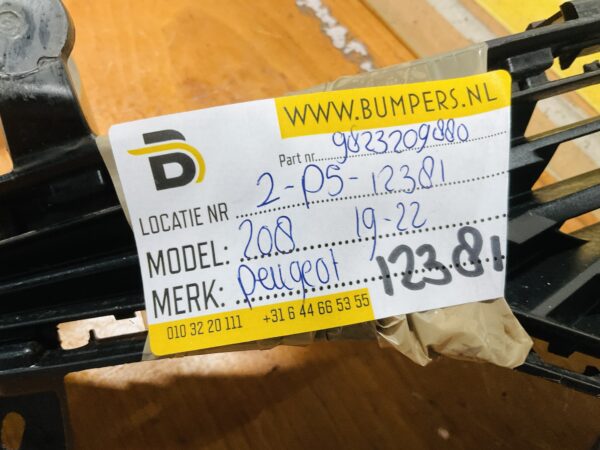 WWW.BUMPERS.NL
B
Part nr. 9823209880
LOCATIE NR 2-PS-12381
MODEL: 208 19-22
MERK: peugeot 12381
010 32 20 111 +31 6 44 66 53 55